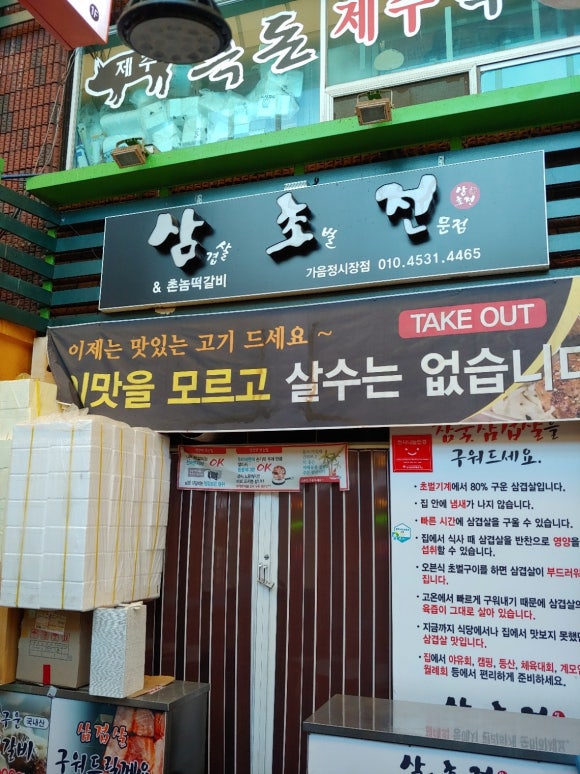 제주
제주
삼겹살 초벌 전문점
삼초전
& 촌놈떡갈비
가음정시장점 010.4531.4465
TAKE OUT
이제는 맛있는 고기 드세요 ~
이맛을 모르고 살수는 없습니다
OK
OK
삼국삼겹살을
구워드세요.
• 초벌기계에서 80% 구운 삼겹살입니다.
• 집 안에 냄새가 나지 않습니다.
• 빠른 시간에 삼겹살을 구울 수 있습니다.
• 집에서 식사 때 삼겹살을 반찬으로 영양을
섭취할 수 있습니다.
• 오븐식 초벌구이를 하면 삼겹살이 부드러워
집니다.
• 고온에서 빠르게 구워내기 때문에 삼겹살의
육즙이 그대로 살아 있습니다.
• 지금까지 식당에서나 집에서 맛보지 못했던
삼겹살 맛입니다.
• 집에서 야유회, 캠핑, 등산, 체육대회, 계모임
월례회 등에서 편리하게 준비하세요.
국내산
갈비
삼겹살
구워드릴께요